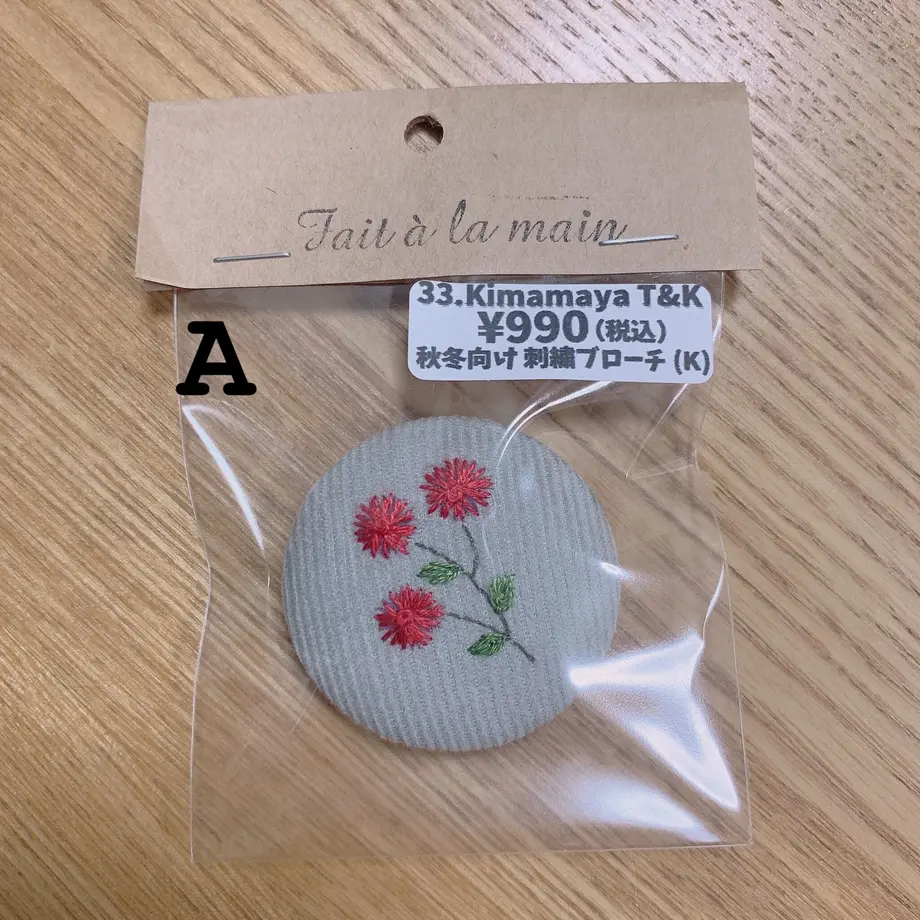 Fait à la main
33.Kimamaya T&K
¥990(税込)
秋冬向け 刺繍ブローチ (K)
A